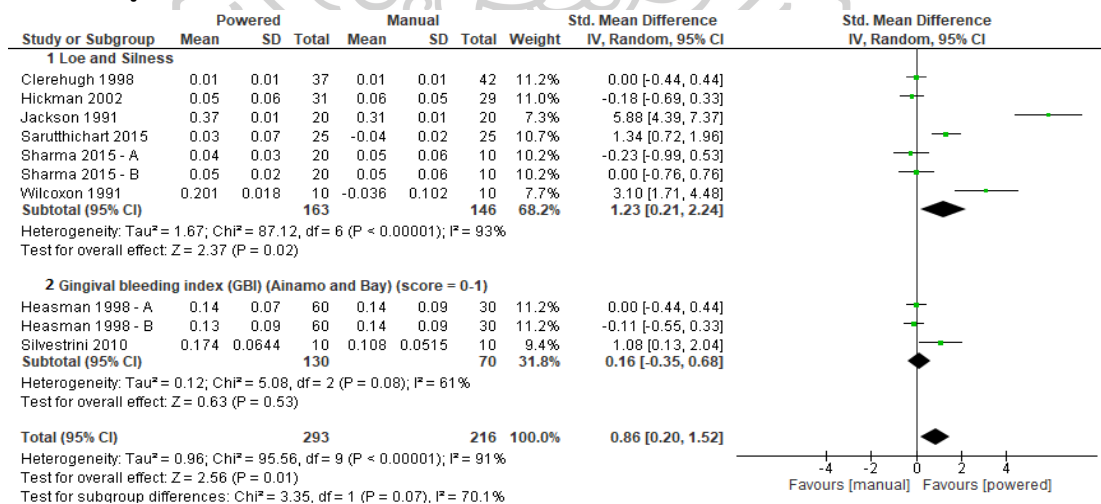 Powered Manual Std. Mean Difference Std. Mean Difference
Study or Subgroup Mean SD Total Mean SD Total Weight IV, Random, 95% CI IV, Random, 95% CI
1 Loe and Silness
Clerehugh 1998 0.01 0.01 37 0.01 0.01 42 11.2% 0.00 [-0.44, 0.44]
Hickman 2002 0.05 0.06 31 0.06 0.05 29 11.0% -0.18 [-0.69, 0.33]
Jackson 1991 0.37 0.01 20 0.31 0.01 20 7.3% 5.88 [4.39, 7.37]
Sarutthichart 2015 0.03 0.07 25 -0.04 0.02 25 10.7% 1.34 [0.72, 1.96]
Sharma 2015 - A 0.04 0.03 20 0.05 0.06 10 10.2% -0.23 [-0.99, 0.53]
Sharma 2015 - B 0.05 0.02 20 0.05 0.06 10 10.2% 0.00 [-0.76, 0.76]
Wilcoxon 1991 0.201 0.018 10 -0.036 0.102 10 7.7% 3.10 [1.71, 4.48]
Subtotal (95% CI) 163 146 68.2% 1.23 [0.21, 2.24]
Heterogeneity: Tau² = 1.67; Chi² = 87.12, df = 6 (P < 0.00001); I² = 93%
Test for overall effect: Z = 2.37 (P = 0.02)
2 Gingival bleeding index (GBI) (Ainamo and Bay) (score = 0-1)
Heasman 1998 - A 0.14 0.07 60 0.14 0.09 30 11.2% 0.00 [-0.44, 0.44]
Heasman 1998 - B 0.13 0.09 60 0.14 0.09 30 11.2% -0.11 [-0.55, 0.33]
Silvestrini 2010 0.174 0.0644 10 0.108 0.0515 10 9.4% 1.08 [0.13, 2.04]
Subtotal (95% CI) 130 70 31.8% 0.16 [-0.35, 0.68]
Heterogeneity: Tau² = 0.12; Chi² = 5.08, df = 2 (P = 0.08); I² = 61%
Test for overall effect: Z = 0.63 (P = 0.53)
Total (95% CI) 293 216 100.0% 0.86 [0.20, 1.52]
Heterogeneity: Tau² = 0.96; Chi² = 95.56, df = 9 (P < 0.00001); I² = 91%
Test for overall effect: Z = 2.56 (P = 0.01)
Test for subgroup differences: Chi² = 3.35, df = 1 (P = 0.07), I² = 70.1%
-4 -2 0 2 4
Favours [manual] Favours [powered]